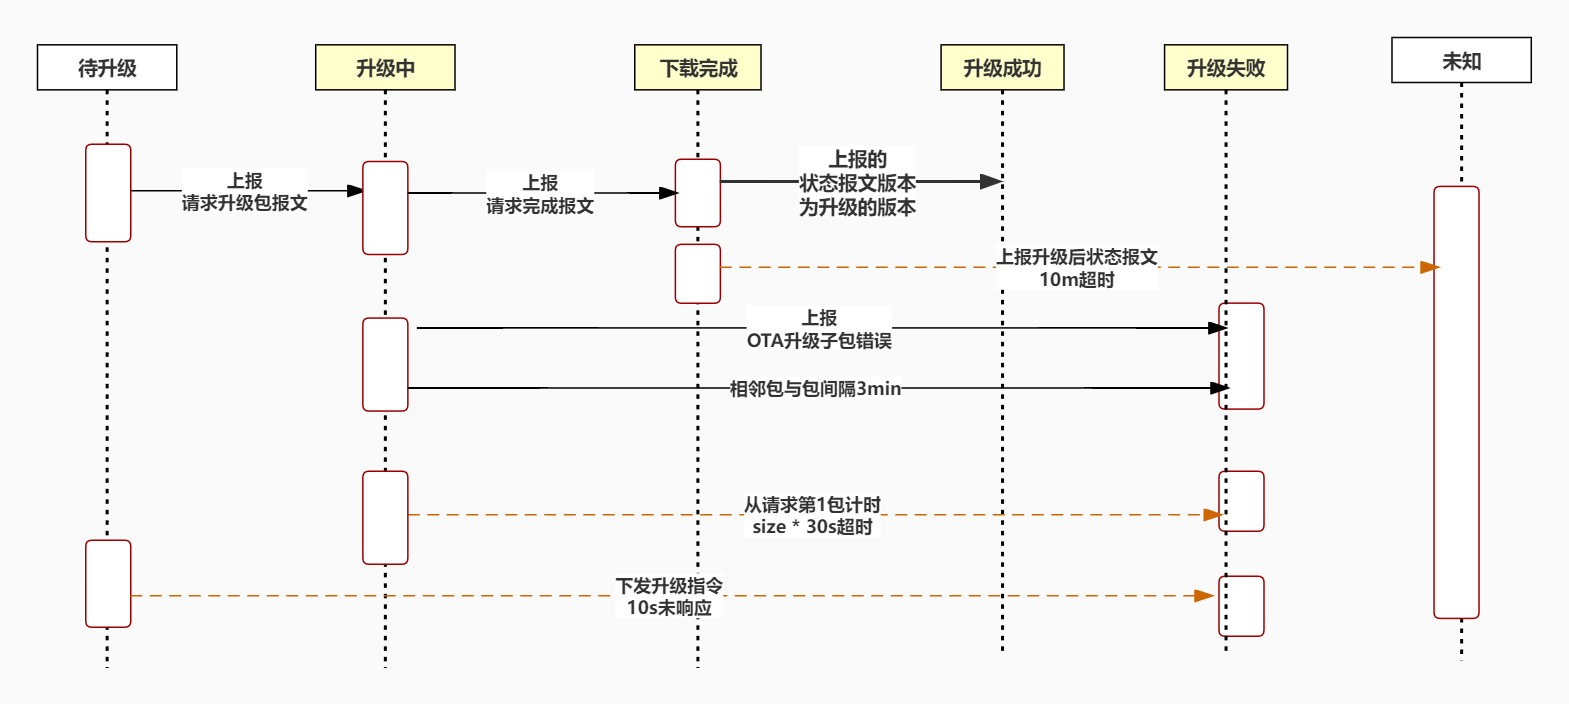 待升级
升级中
下载完成
升级成功
升级失败
未知
上报
请求升级包报文
上报
请求完成报文
上报的
状态报文版本
为升级的版本
上报升级后状态报文
10m超时
上报
OTA升级子包错误
相邻包与包间隔3min
从请求第1包计时
size * 30s超时
下发升级指令
10s未响应